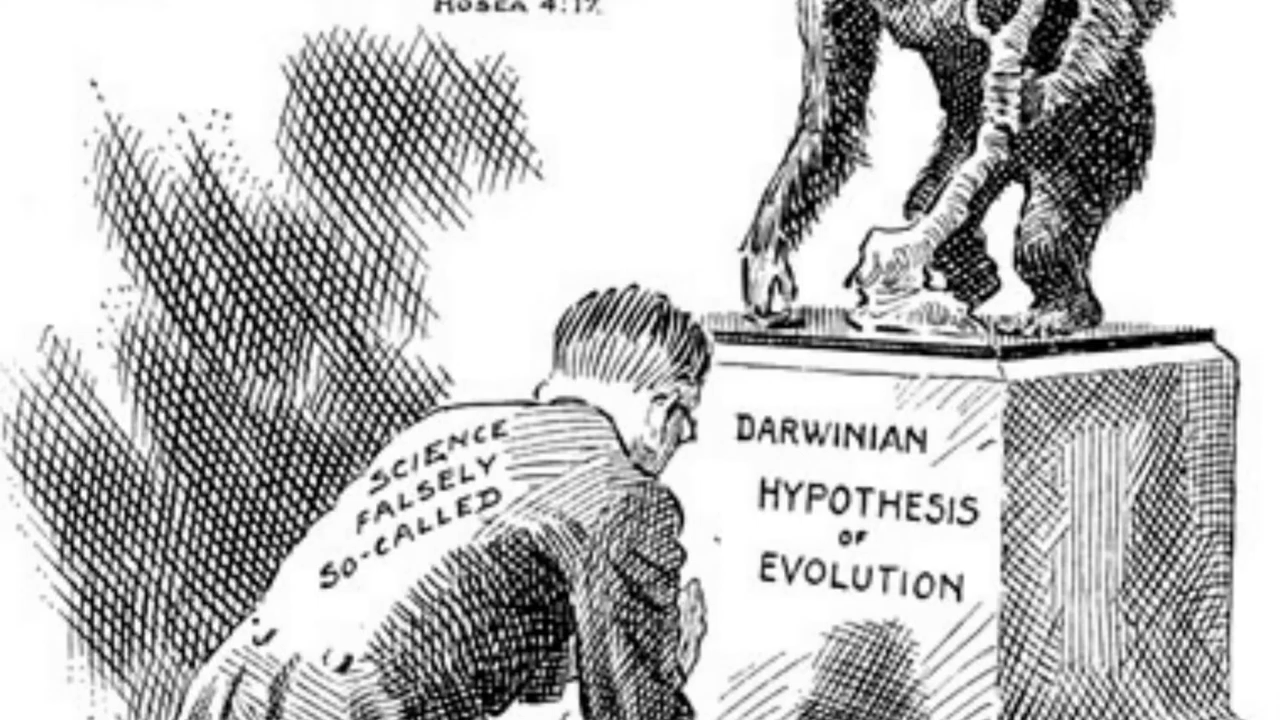 HOSEA 4:17.
SCIENCE
FALSELY
SO-CALLED
DARWINIAN
HYPOTHESIS
OF
EVOLUTION